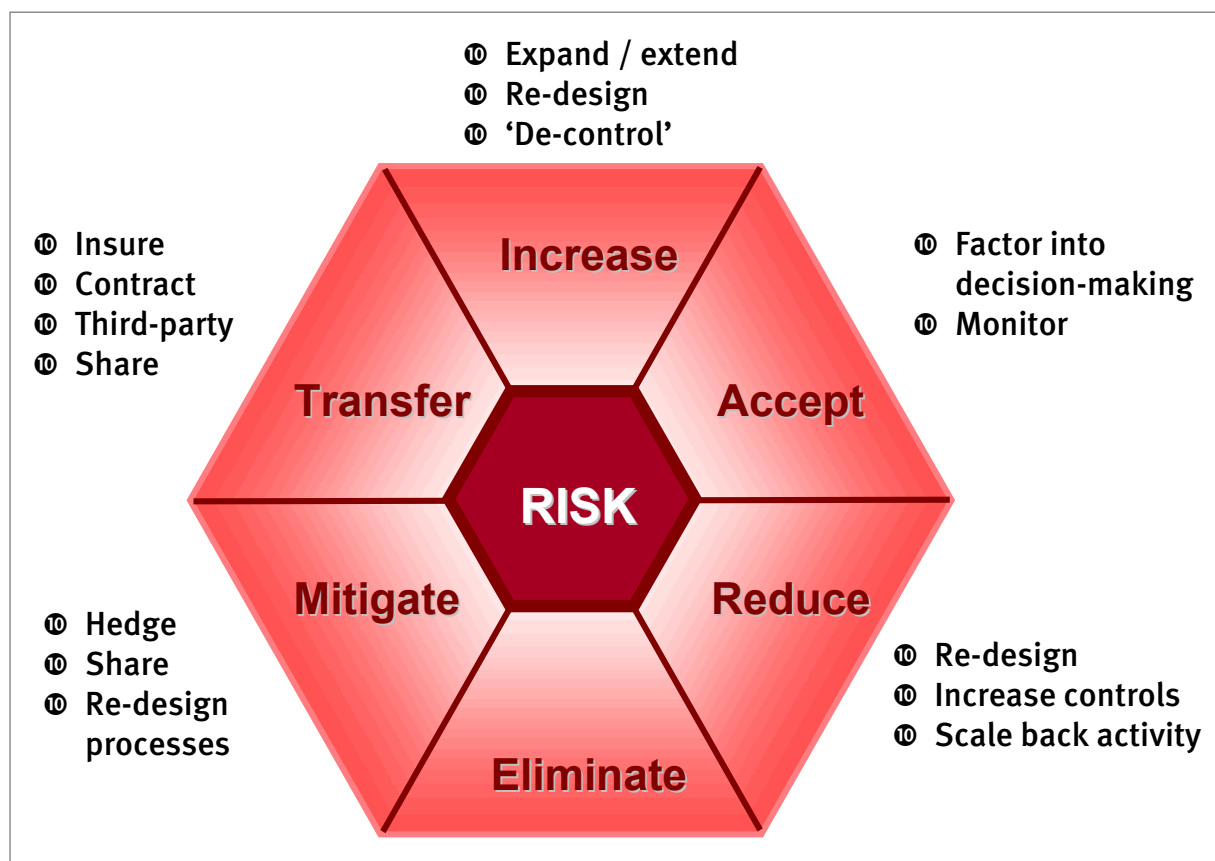 ❿ Expand / extend
❿ Re-design
❿ ‘De-control’
Increase
❿ Insure
❿ Contract
❿ Third-party
❿ Share
Transfer
❿ Factor into
decision-making
❿ Monitor
Accept
RISK
Mitigate
❿ Hedge
❿ Share
❿ Re-design
processes
Reduce
❿ Re-design
❿ Increase controls
❿ Scale back activity
Eliminate